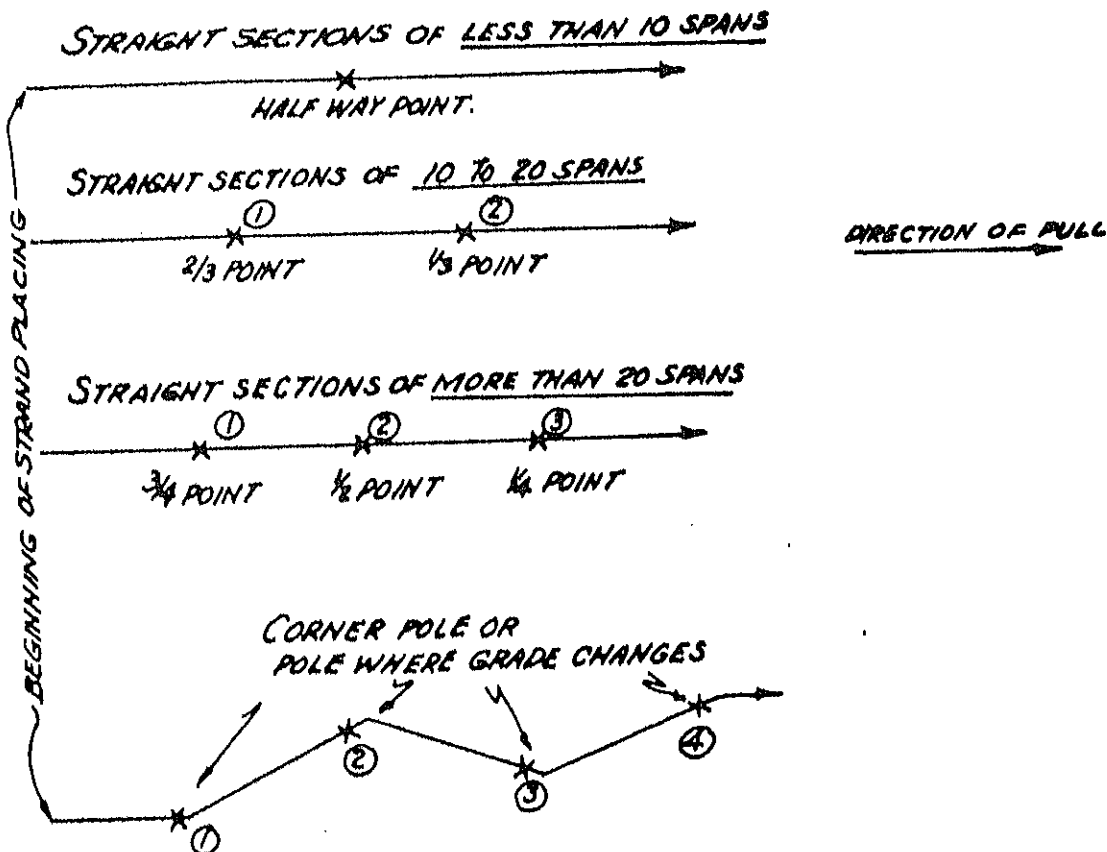 STRAIGHT SECTIONS OF LESS THAN 10 SPANS
HALF WAY POINT.
STRAIGHT SECTIONS OF 10 TO 20 SPANS
① ②
2/3 POINT 1/3 POINT
DIRECTION OF PULL
STRAIGHT SECTIONS OF MORE THAN 20 SPANS
① ② ③
3/4 POINT 1/2 POINT 1/4 POINT
BEGINNING OF STRAND PLACING
CORNER POLE OR
POLE WHERE GRADE CHANGES
① ② ③ ④